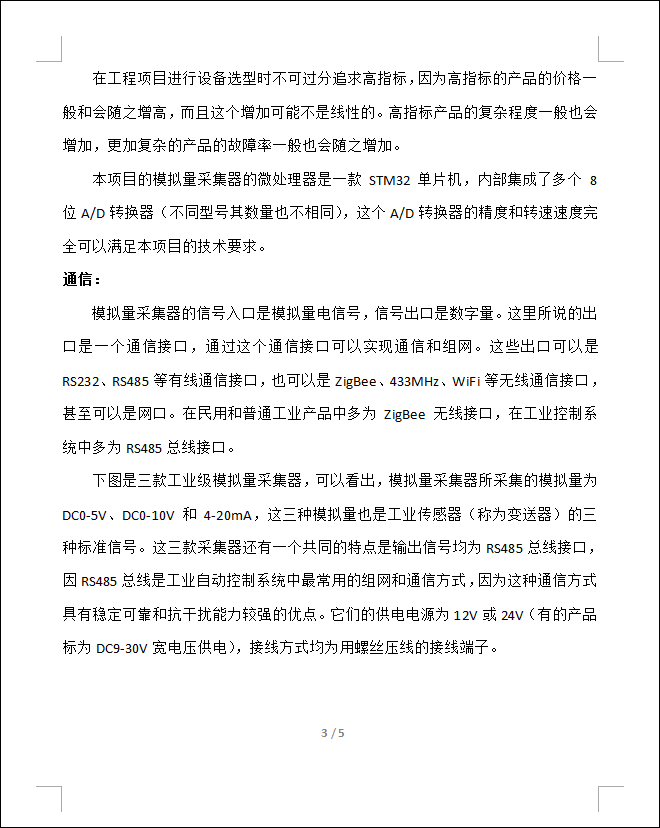 在工程项目进行设备选型时不可过分追求高指标，因为高指标的产品的价格一
般和会随之增高，而且这个增加可能不是线性的。高指标产品的复杂程度一般也会
增加，更加复杂的产品的故障率一般也会随之增加。
本项目的模拟量采集器的微处理器是一款 STM32 单片机，内部集成了多个 8
位 A/D 转换器（不同型号其数量也不相同），这个 A/D 转换器的精度和转速速度完
全可以满足本项目的技术要求。
通信：
模拟量采集器的信号入口是模拟量电信号，信号出口是数字量。这里所说的出
口是一个通信接口，通过这个通信接口可以实现通信和组网。这些出口可以是
RS232、RS485 等有线通信接口，也可以是 ZigBee、433MHz、WiFi 等无线通信接口，
甚至可以是网口。在民用和普通工业产品中多为 ZigBee 无线接口，在工业控制系
统中多为 RS485 总线接口。
下图是三款工业级模拟量采集器，可以看出，模拟量采集器所采集的模拟量为
DC0-5V、DC0-10V 和 4-20mA，这三种模拟量也是工业传感器（称为变送器）的三
种标准信号。这三款采集器还有一个共同的特点是输出信号均为 RS485 总线接口，
因 RS485 总线是工业自动控制系统中最常用的组网和通信方式，因为这种通信方式
具有稳定可靠和抗干扰能力较强的优点。它们的供电电源为 12V 或 24V（有的产品
标为 DC9-30V 宽电压供电），接线方式均为用螺丝压线的接线端子。
3 / 5